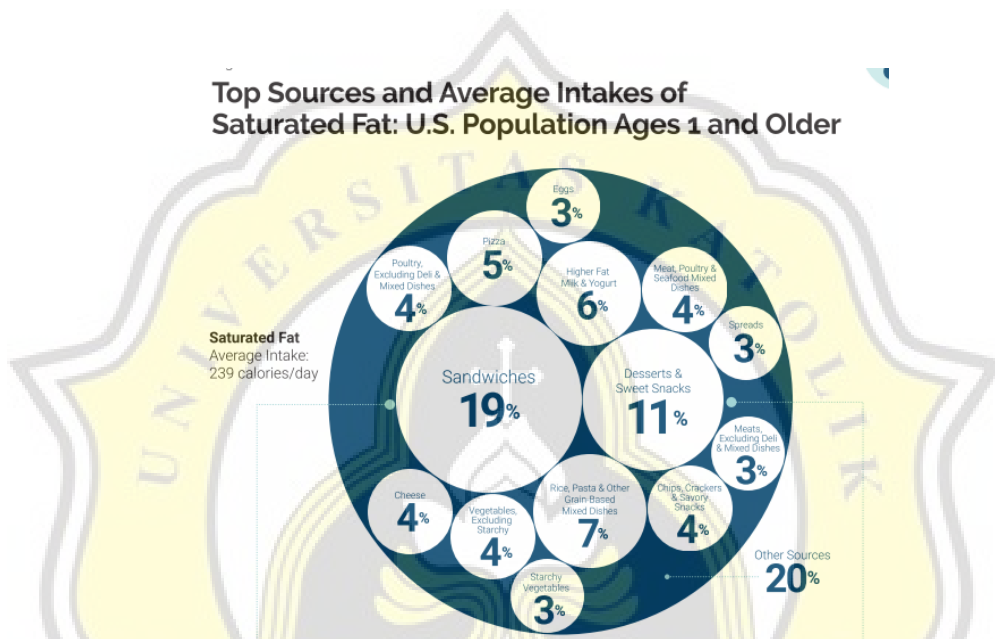 Top Sources and Average Intakes of
Saturated Fat: U.S. Population Ages 1 and Older
UNIVERSITAS KATOLIK
Eggs
3%
Pizza
5%
Poultry,
Excluding Deli &
Mixed Dishes
4%
Higher Fat
Milk & Yogurt
6%
Meat, Poultry &
Seafood Mixed
Dishes
4%
Spreads
3%
Saturated Fat
Average Intake:
239 calories/day
Sandwiches
19%
Desserts &
Sweet Snacks
11%
Meats,
Excluding Deli
& Mixed Dishes
3%
Cheese
4%
Vegetables,
Excluding
Starchy
4%
Rice, Pasta & Other
Grain Based
Mixed Dishes
7%
Chips, Crackers
& Savory
Snacks
4%
Starchy
Vegetables
3%
Other Sources
20%